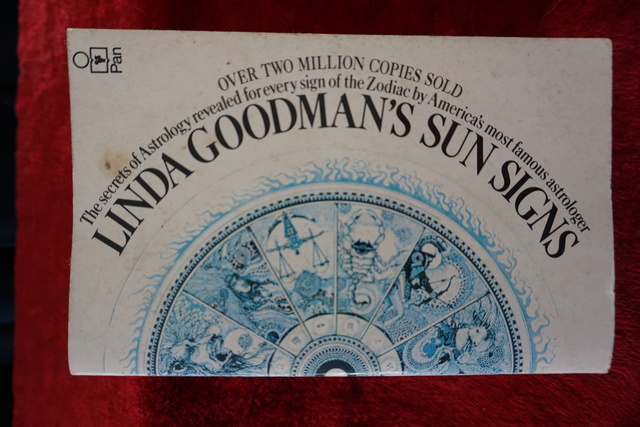 Pan
OVER TWO MILLION COPIES SOLD
The secrets of Astrology revealed for every sign of the Zodiac by America's most famous astrologer
LINDA GOODMAN'S SUN SIGNS